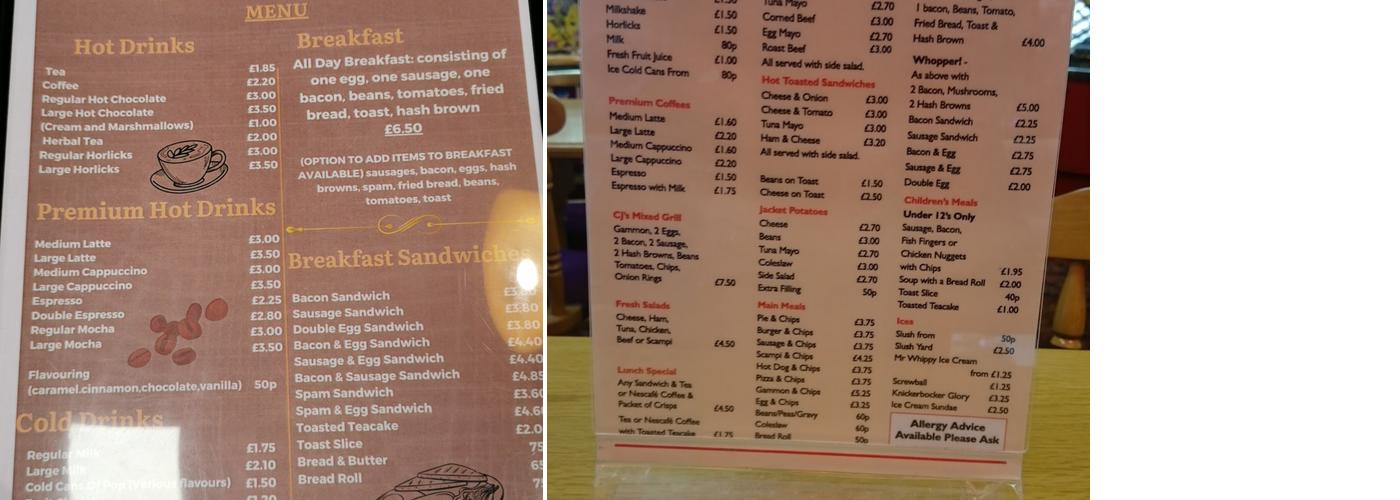 MENU
Hot Drinks
Tea £1.85
Coffee £2.20
Regular Hot Chocolate £3.00
Large Hot Chocolate £3.50
(Cream and Marshmallows) £1.00
Herbal Tea £2.00
Regular Horlicks £3.00
Large Horlicks £3.50
Premium Hot Drinks
Medium Latte £3.00
Large Latte £3.50
Medium Cappuccino £3.00
Large Cappuccino £3.50
Espresso £2.25
Double Espresso £2.80
Regular Mocha £3.00
Large Mocha £3.50
Flavouring
(caramel.cinnamon,chocolate,vanilla) 50p
Cold Drinks
Regular Milk £1.75
Large Milk £2.10
Cold Cans Of Pop (Various flavours) £1.50
Breakfast
All Day Breakfast: consisting of
one egg, one sausage, one
bacon, beans, tomatoes, fried
bread, toast, hash brown
£6.50
(OPTION TO ADD ITEMS TO BREAKFAST
AVAILABLE) sausages, bacon, eggs, hash
browns, spam, fried bread, beans,
tomatoes, toast
Breakfast Sandwiches
Bacon Sandwich £3.80
Sausage Sandwich £3.80
Double Egg Sandwich £3.80
Bacon & Egg Sandwich £4.40
Sausage & Egg Sandwich £4.40
Bacon & Sausage Sandwich £4.85
Spam Sandwich £3.60
Spam & Egg Sandwich £4.6
Toasted Teacake £2.0
Toast Slice 75
Bread & Butter 65
Bread Roll 75
Milkshake £1.50
Horlicks £1.50
Milk 80p
Fresh Fruit Juice £1.00
Ice Cold Cans From 80p
Premium Coffees
Medium Latte £1.60
Large Latte £2.20
Medium Cappuccino £1.60
Large Cappuccino £2.20
Espresso £1.50
Espresso with Milk £1.75
CJ's Mixed Grill
Gammon, 2 Eggs,
2 Bacon, 2 Sausage,
2 Hash Browns, Beans
Tomatoes, Chips,
Onion Rings £7.50
Fresh Salads
Cheese, Ham,
Tuna, Chicken,
Beef or Scampi £4.50
Lunch Special
Any Sandwich & Tea
or Nescafé Coffee &
Packet of Crisps £4.50
Tea or Nescafé Coffee
with Toasted Teacake £1.75
Tuna Mayo £2.70
Corned Beef £3.00
Egg Mayo £2.70
Roast Beef £3.00
All served with side salad.
Hot Toasted Sandwiches
Cheese & Onion £3.00
Cheese & Tomato £3.00
Tuna Mayo £3.00
Ham & Cheese £3.20
All served with side salad.
Beans on Toast £1.50
Cheese on Toast £2.50
Jacket Potatoes
Cheese £2.70
Beans £3.00
Tuna Mayo £2.70
Coleslaw £3.00
Side Salad £2.70
Extra Filling 50p
Main Meals
Pie & Chips £3.75
Burger & Chips £3.75
Sausage & Chips £3.75
Scampi & Chips £4.25
Hot Dog & Chips £3.75
Pizza & Chips £3.75
Gammon & Chips £5.25
Egg & Chips £3.25
Beans/Peas/Gravy 60p
Coleslaw 60p
Bread Roll 50p
1 bacon, Beans, Tomato,
Fried Bread, Toast &
Hash Brown £4.00
Whopper! -
As above with
2 Bacon, Mushrooms,
2 Hash Browns £5.00
Bacon Sandwich £2.25
Sausage Sandwich £2.25
Bacon & Egg £2.75
Sausage & Egg £2.75
Double Egg £2.00
Children's Meals
Under 12's Only
Sausage, Bacon,
Fish Fingers or
Chicken Nuggets
with Chips £1.95
Soup with a Bread Roll £2.00
Toast Slice 40p
Toasted Teacake £1.00
Ices
Slush from 50p
Slush Yard £2.50
Mr Whippy Ice Cream
from £1.25
Screwball £1.25
Knickerbocker Glory £3.25
Ice Cream Sundae £2.50
Allergy Advice
Available Please Ask